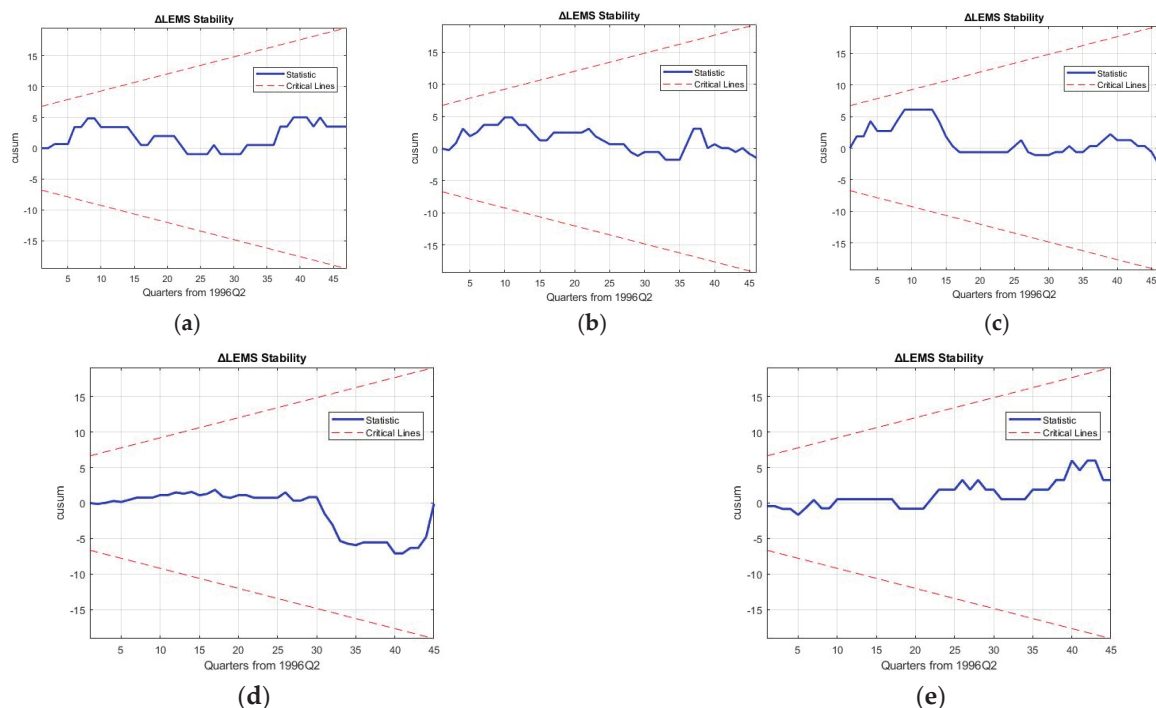 ΔLEMS Stability
15
10
5
0
-5
-10
-15
cusum
Statistic
Critical Lines
5 10 15 20 25 30 35 40 45
Quarters from 1996Q2
(a)
ΔLEMS Stability
15
10
5
0
-5
-10
-15
cusum
Statistic
Critical Lines
5 10 15 20 25 30 35 40 45
Quarters from 1996Q2
(b)
ΔLEMS Stability
15
10
5
0
-5
-10
-15
cusum
Statistic
Critical Lines
5 10 15 20 25 30 35 40 45
Quarters from 1996Q2
(c)
ΔLEMS Stability
15
10
5
0
-5
-10
-15
cusum
Statistic
Critical Lines
5 10 15 20 25 30 35 40 45
Quarters from 1996Q2
(d)
ΔLEMS Stability
15
10
5
0
-5
-10
-15
cusum
Statistic
Critical Lines
5 10 15 20 25 30 35 40 45
Quarters from 1996Q2
(e)